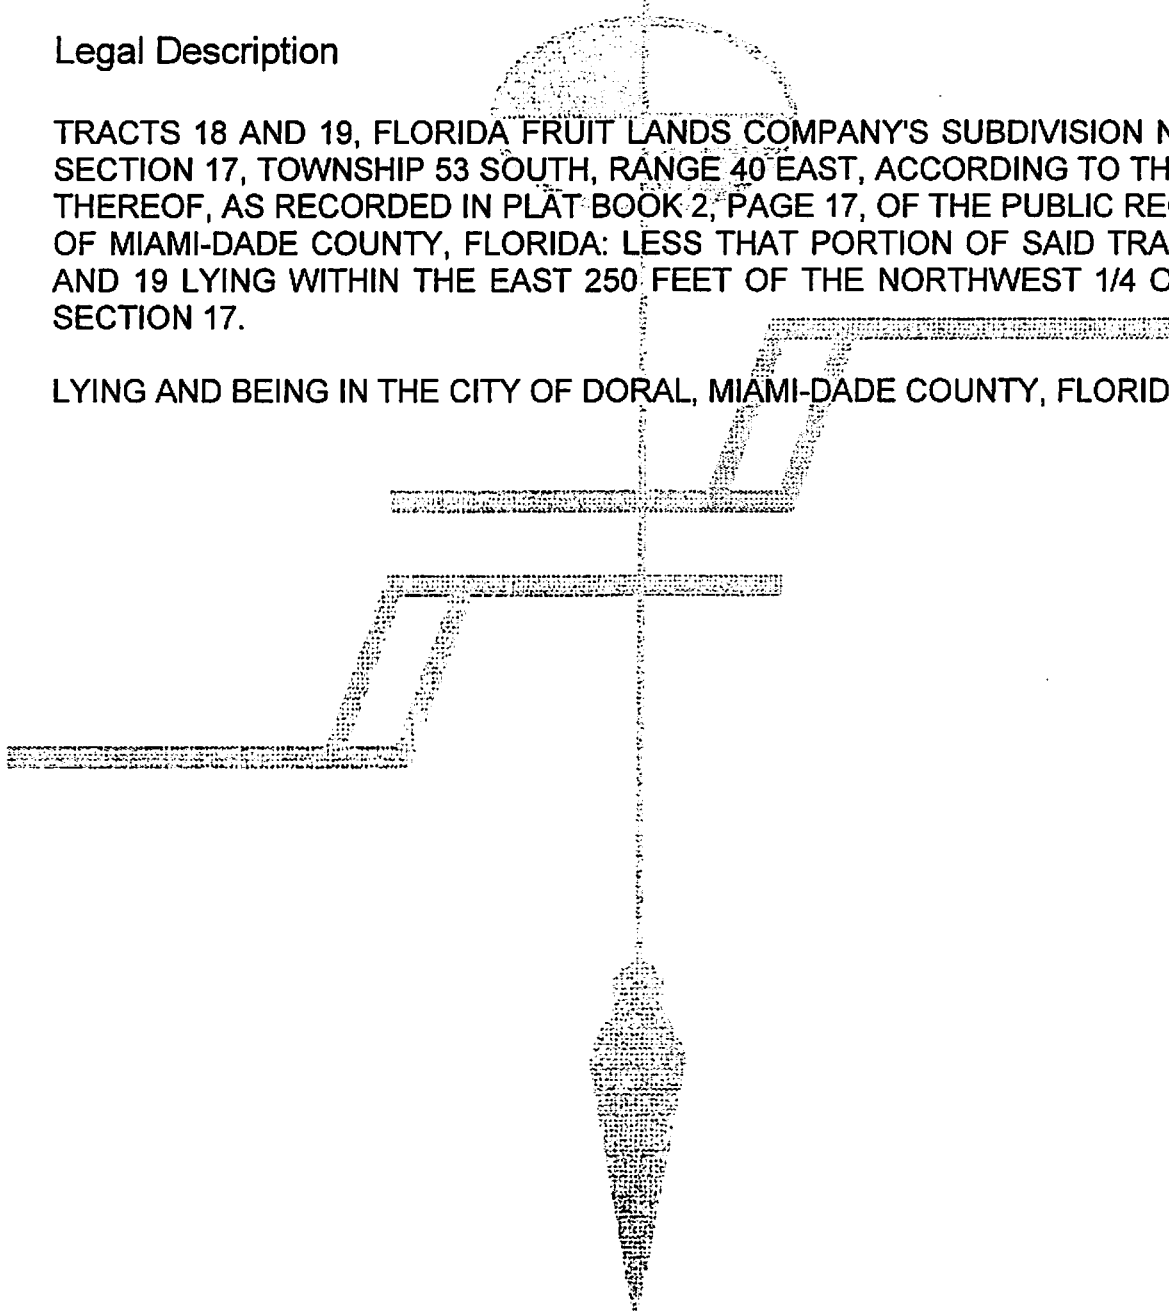 Legal Description
TRACTS 18 AND 19, FLORIDA FRUIT LANDS COMPANY'S SUBDIVISION
SECTION 17, TOWNSHIP 53 SOUTH, RANGE 40 EAST, ACCORDING TO
THEREOF, AS RECORDED IN PLAT BOOK 2, PAGE 17, OF THE PUBLIC
OF MIAMI-DADE COUNTY, FLORIDA: LESS THAT PORTION OF SAID
AND 19 LYING WITHIN THE EAST 250 FEET OF THE NORTHWEST 1/4
SECTION 17.
LYING AND BEING IN THE CITY OF DORAL, MIAMI-DADE COUNTY,